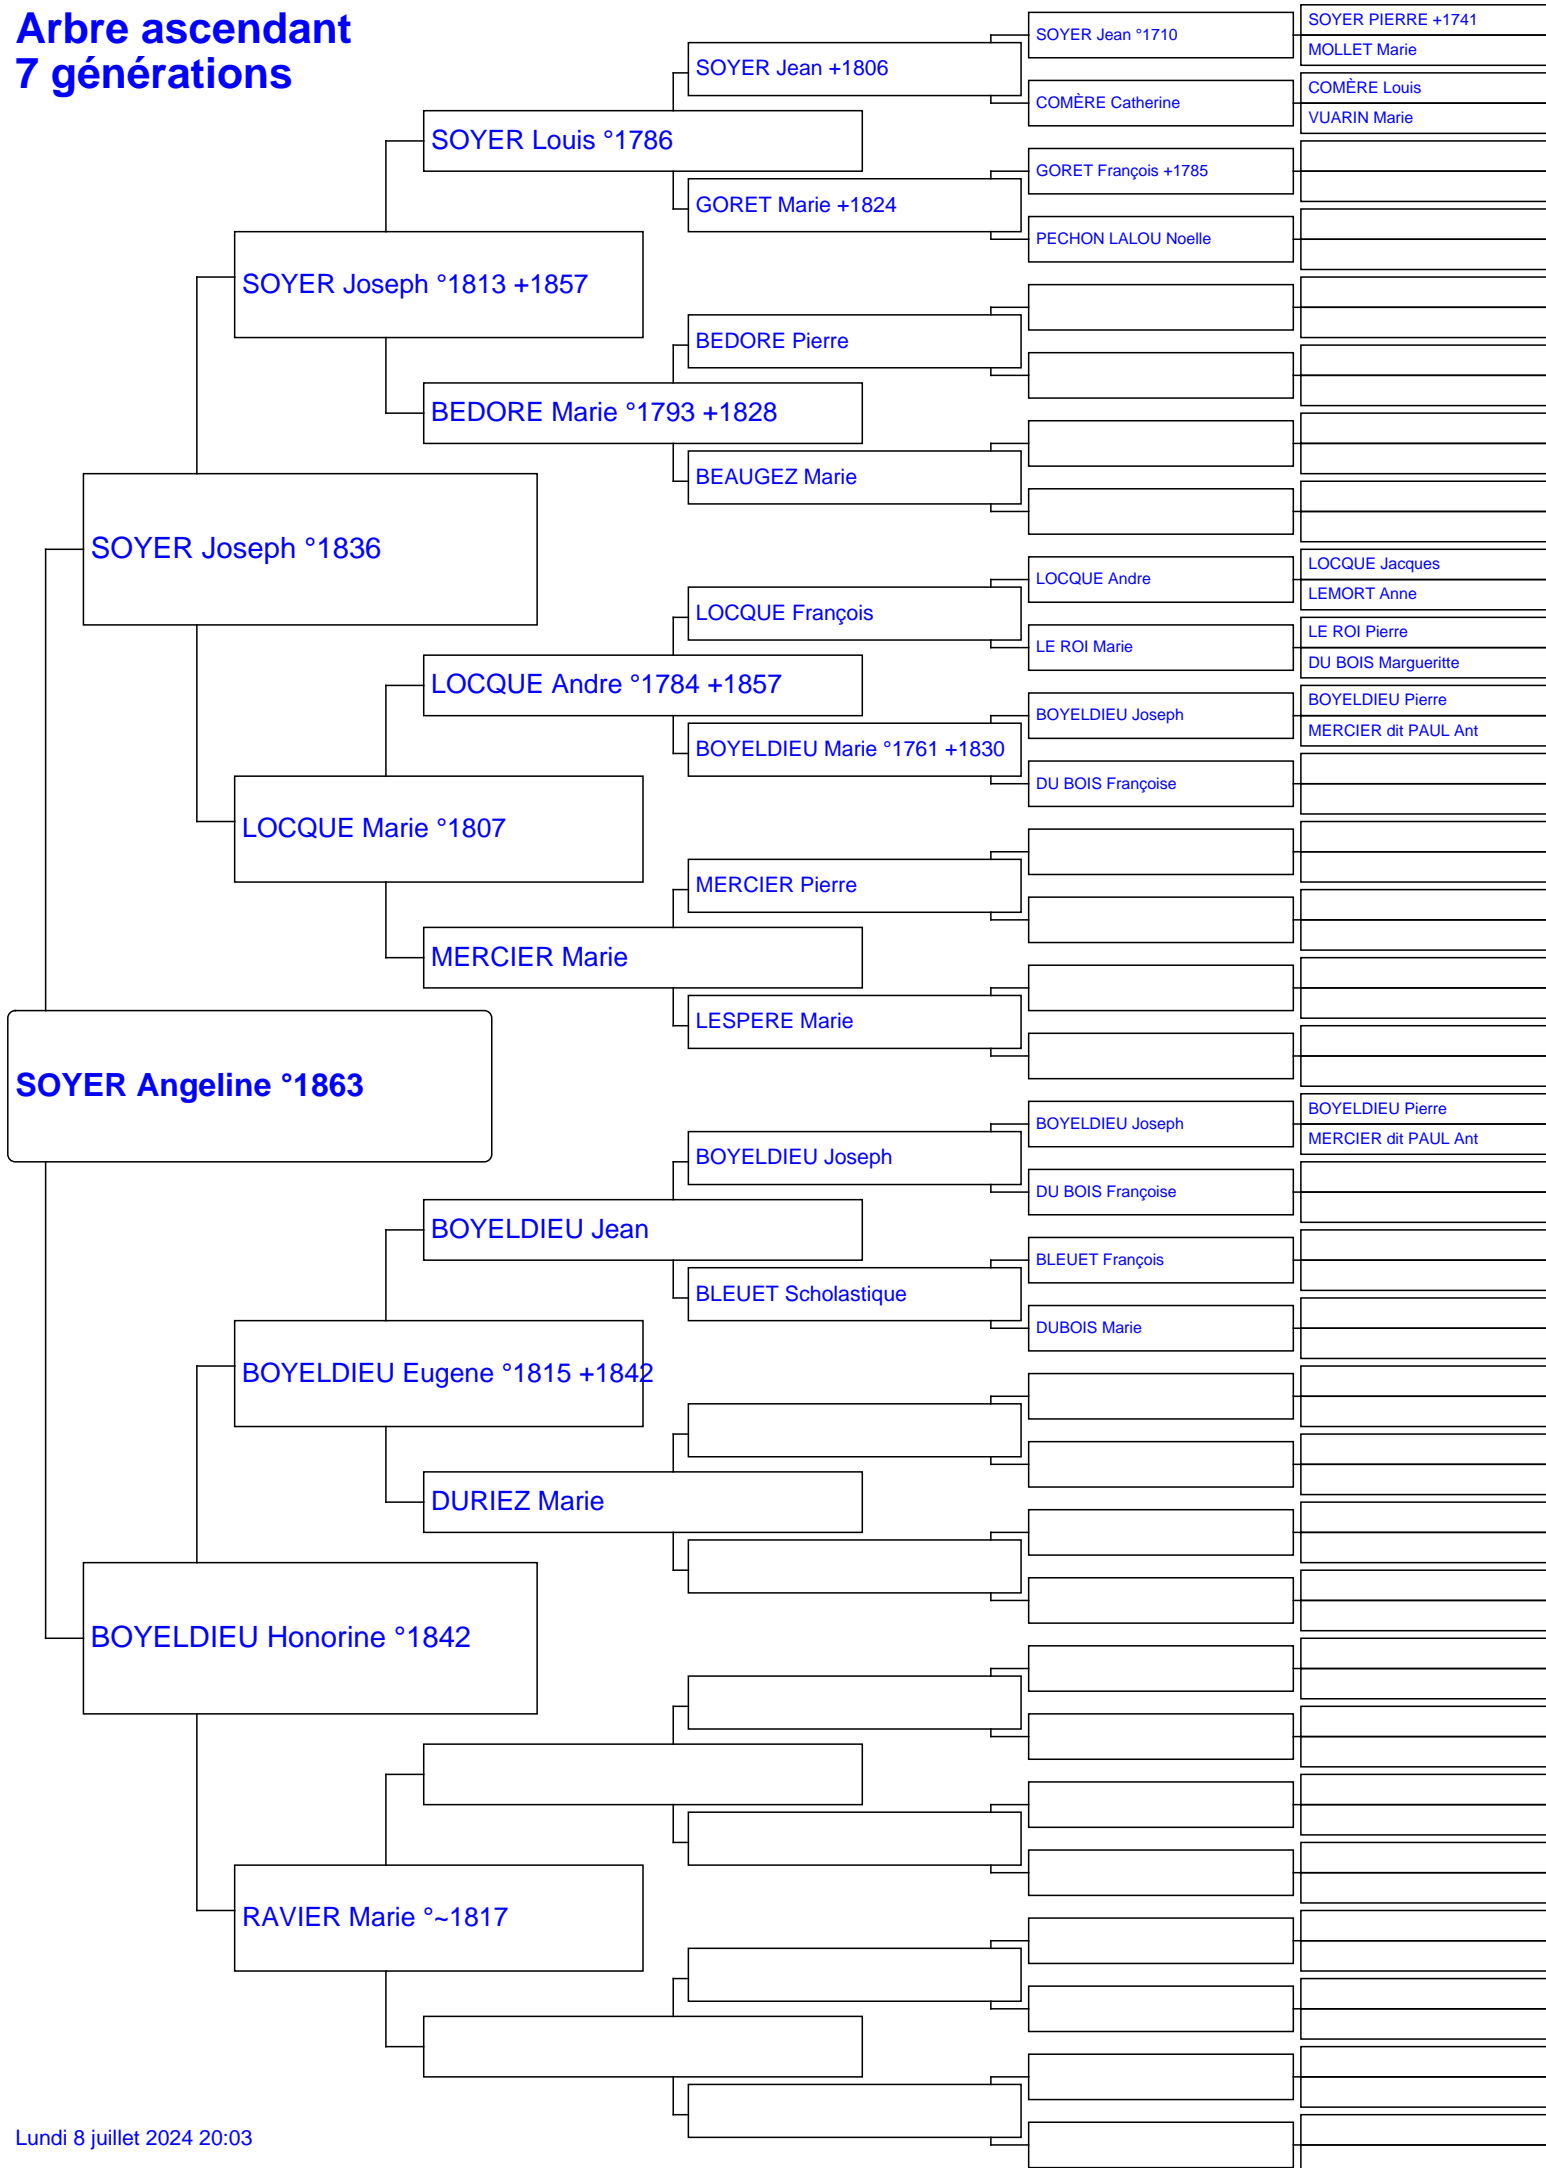 Arbre ascendant
7 générations
SOYER Angeline °1863
SOYER Joseph °1836
BOYELDIEU Honorine °1842
SOYER Joseph °1813 +1857
LOCQUE Marie °1807
BOYELDIEU Eugene °1815 +1842
RAVIER Marie °~1817
SOYER Louis °1786
BEDORE Marie °1793 +1828
LOCQUE Andre °1784 +1857
MERCIER Marie
BOYELDIEU Jean
DURIEZ Marie
SOYER Jean +1806
GORET Marie +1824
BEDORE Pierre
BEAUGEZ Marie
LOCQUE François
BOYELDIEU Marie °1761 +1830
MERCIER Pierre
LESPERE Marie
BOYELDIEU Joseph
BLEUET Scholastique
SOYER Jean °1710
COMÈRE Catherine
GORET François +1785
PECHON LALOU Noelle
LOCQUE Andre
LE ROI Marie
BOYELDIEU Joseph
DU BOIS Françoise
BOYELDIEU Joseph
DU BOIS Françoise
BLEUET François
DUBOIS Marie
SOYER PIERRE +1741
MOLLET Marie
COMÈRE Louis
VUARIN Marie
LOCQUE Jacques
LEMORT Anne
LE ROI Pierre
DU BOIS Margueritte
BOYELDIEU Pierre
MERCIER dit PAUL Ant
BOYELDIEU Pierre
MERCIER dit PAUL Ant
Lundi 8 juillet 2024 20:03